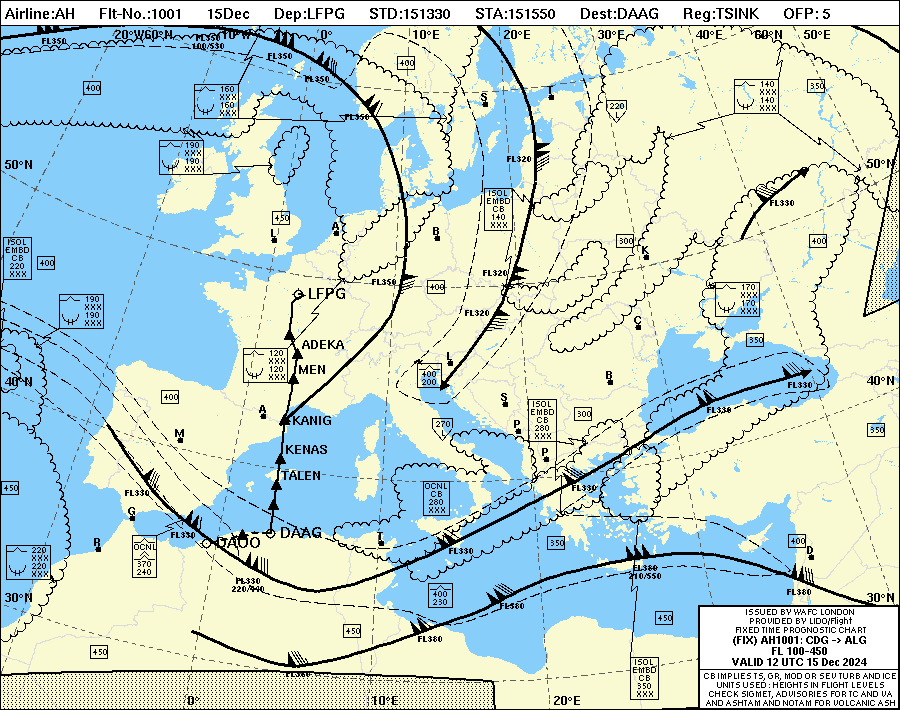 Airline:AH Flt-No.:1001 15Dec Dep:LFPG STD:151330 STA:151550 Dest:DAAG Reg:TSINK OFP: 5
20°W 60°N 10°W 0° 10°E 20°E 30°E 40°E 60°N 50°E
FL350
FL350
100/530
FL350
FL350
FL350
400
400
160
XXX
160
XXX
S
T
220
L
140
XXX
140
XXX
350
50°N
190
XXX
190
XXX
FL320
50°N
ISOL
EMBD
CB
140
XXX
FL330
450
L
A
B
300
K
400
ISOL
EMBD
CB
220
XXX
400
FL350
FL320
400
LFPG
190
XXX
190
XXX
FL320
170
XXX
170
XXX
C
ADEKA
350
120
XXX
120
XXX
MEN
L
400
200
B
40°N
FL330
40°N
400
A
KANIG
S
ISOL
EMBD
CB
280
XXX
300
FL330
270
L
P
350
M
KENAS
P
TALEN
450
FL330
OCNL
CB
280
XXX
FL330
G
FL330
DAAG
DAOO
T
FL330
350
400
R
OCNL
370
240
D
220
XXX
220
XXX
FL330
220/440
FL380
210/550
FL380
30°N
400
230
FL380
30°N
450
FL380
450
450
FL380
ISOL
EMBD
CB
350
XXX
0° 10°E 20°E
ISSUED BY WAFC LONDON
PROVIDED BY LIDO/Flight
FIXED TIME PROGNOSTIC CHART
(FIX) AH1001: CDG -> ALG
FL 100-450
VALID 12 UTC 15 Dec 2024
CB IMPLIES TS, GR, MOD OR SEV TURB AND ICE
UNITS USED: HEIGHTS IN FLIGHT LEVELS
CHECK SIGMET, ADVISORIES FOR TC AND VA
AND ASHTAM AND NOTAM FOR VOLCANIC ASH